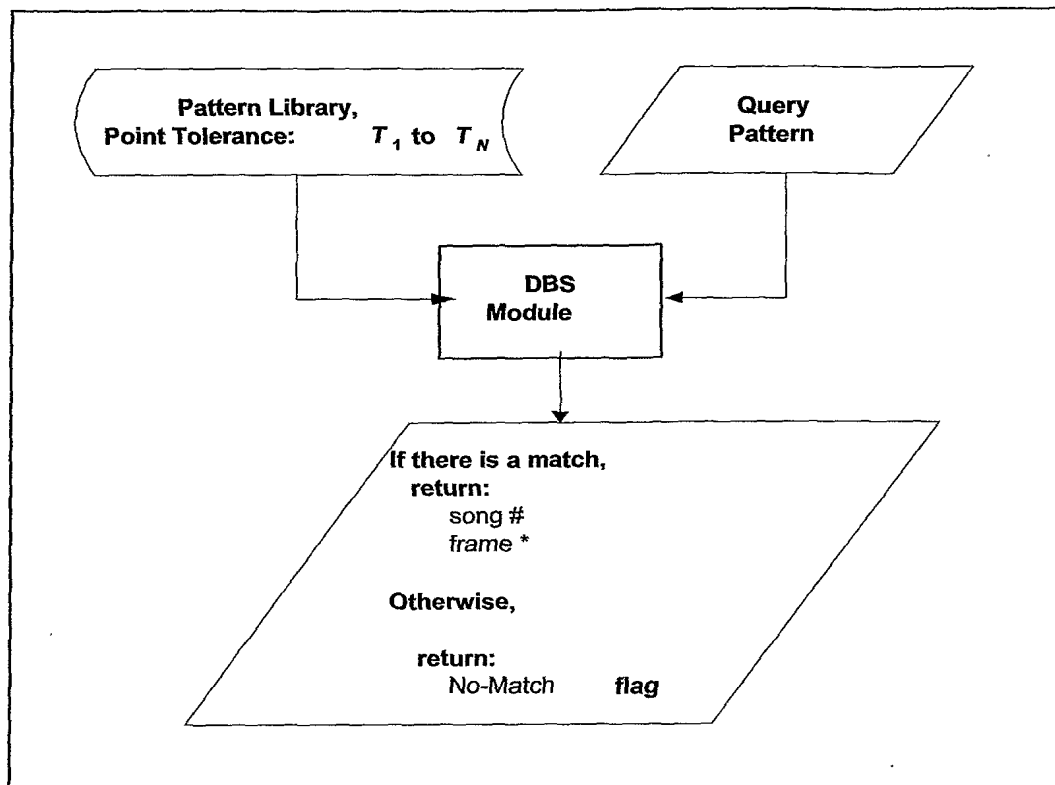 Pattern Library,
Point Tolerance: T1 to TN
Query
Pattern
DBS
Module
If there is a match,
return:
song #
frame *
Otherwise,
return:
No-Match flag